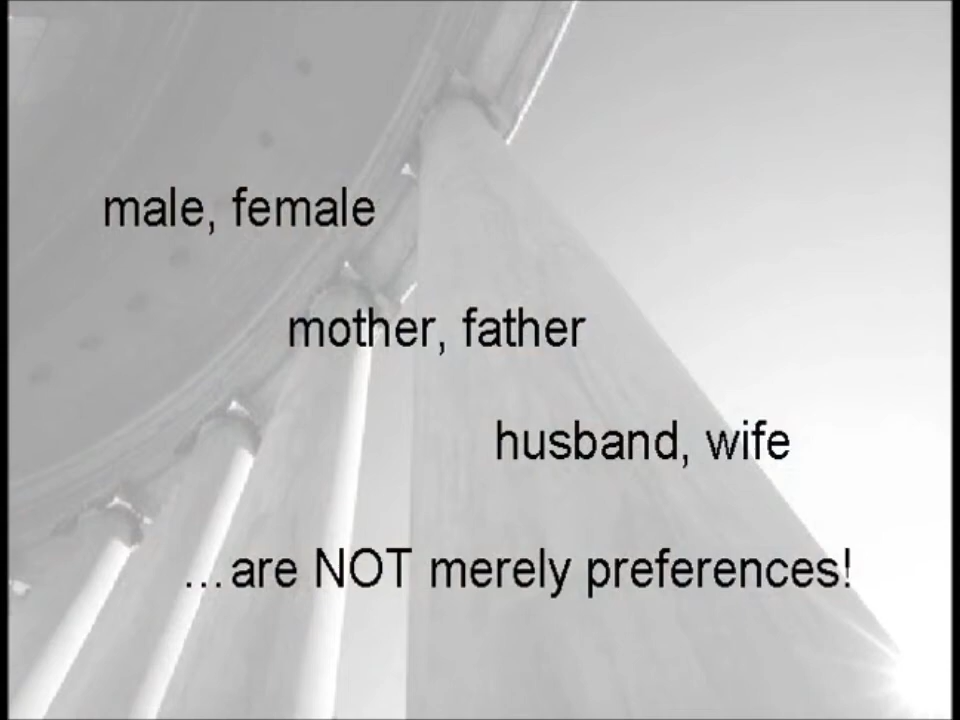 male, female
mother, father
husband, wife
...are NOT merely preferences!